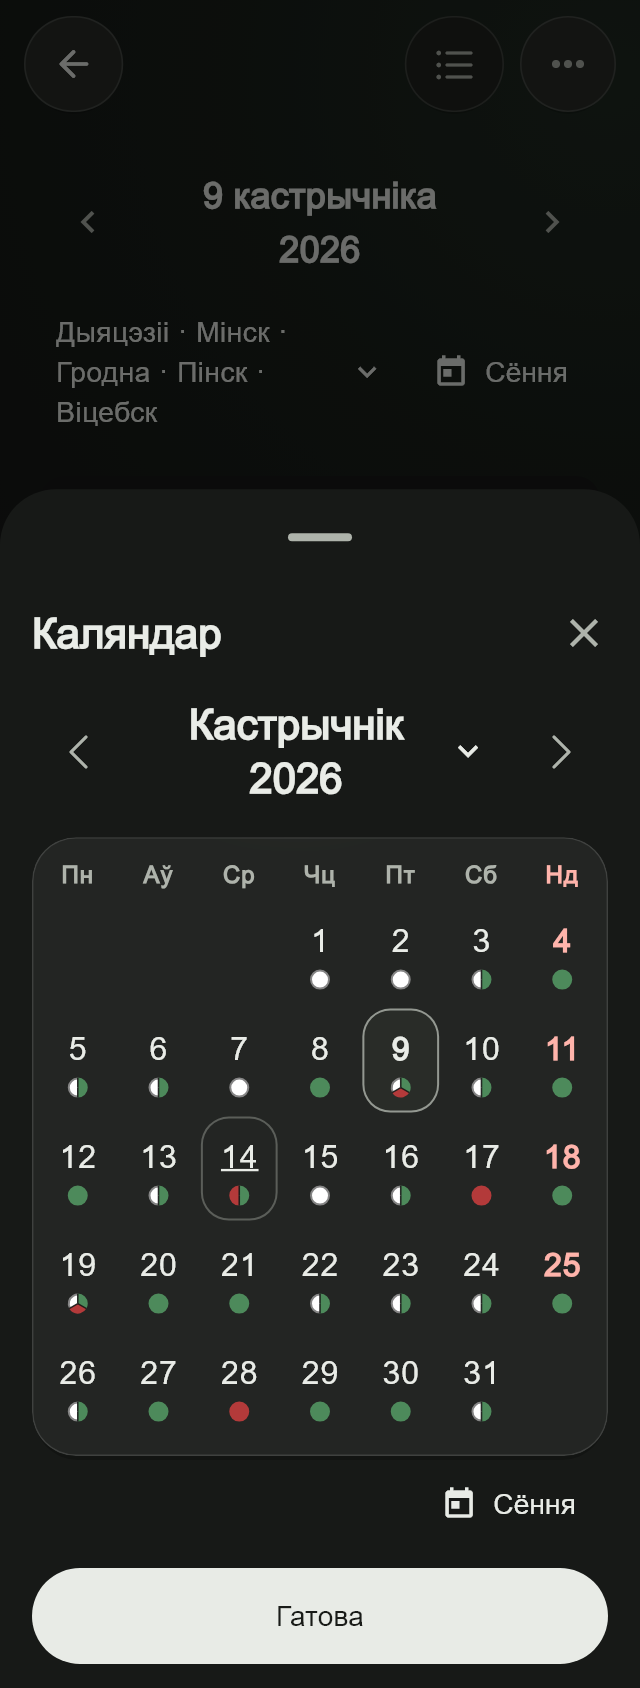 9 кастрычніка
2026
Дыяцэзіі · Мінск ·
Гродна · Пінск ·
Віцебск
Сёння
Каляндар
Кастрычнік
2026
Пн Аў Ср Чц Пт Сб Нд
1 2 3 4
5 6 7 8 9 10 11
12 13 14 15 16 17 18
19 20 21 22 23 24 25
26 27 28 29 30 31
Сёння
Гатова